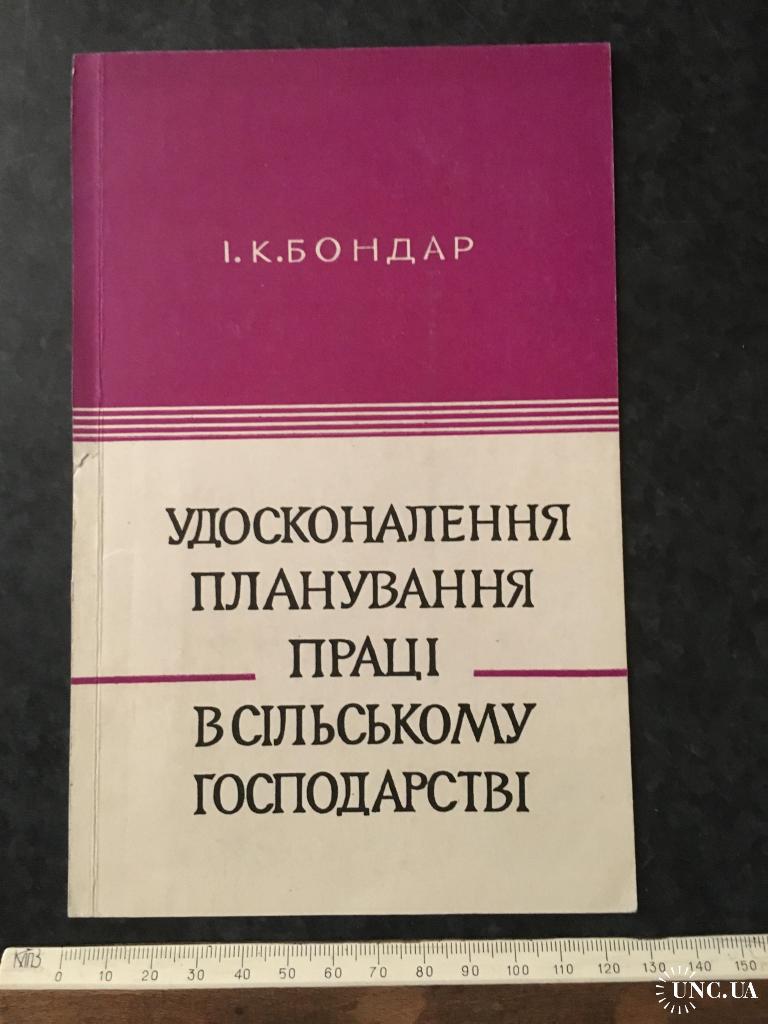 І. К. БОНДАР
УДОСКОНАЛЕННЯ
ПЛАНУВАННЯ
ПРАЦІ
В СІЛЬСЬКОМУ
ГОСПОДАРСТВІ
0 10 20 30 40 50 60 70 80 90 100 110 120 130 140 150
UNC.UA